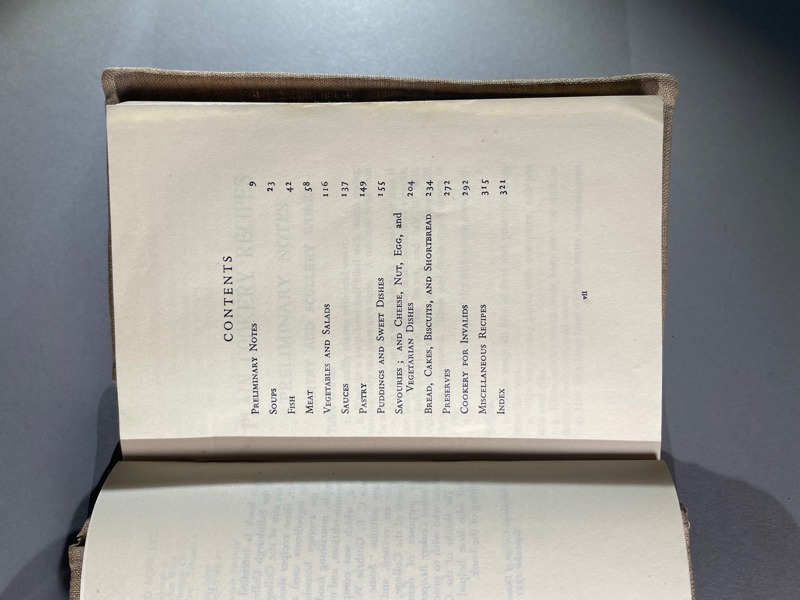 CONTENTS
PRELIMINARY NOTES 9
SOUPS 23
FISH 42
MEAT 58
VEGETABLES AND SALADS 116
SAUCES 137
PASTRY 149
PUDDINGS AND SWEET DISHES 155
SAVOURIES ; AND CHEESE, NUT, EGG, and
VEGETARIAN DISHES 204
BREAD, CAKES, BISCUITS, AND SHORTBREAD 234
PRESERVES 272
COOKERY FOR INVALIDS 292
MISCELLANEOUS RECIPES 315
INDEX 321
vii